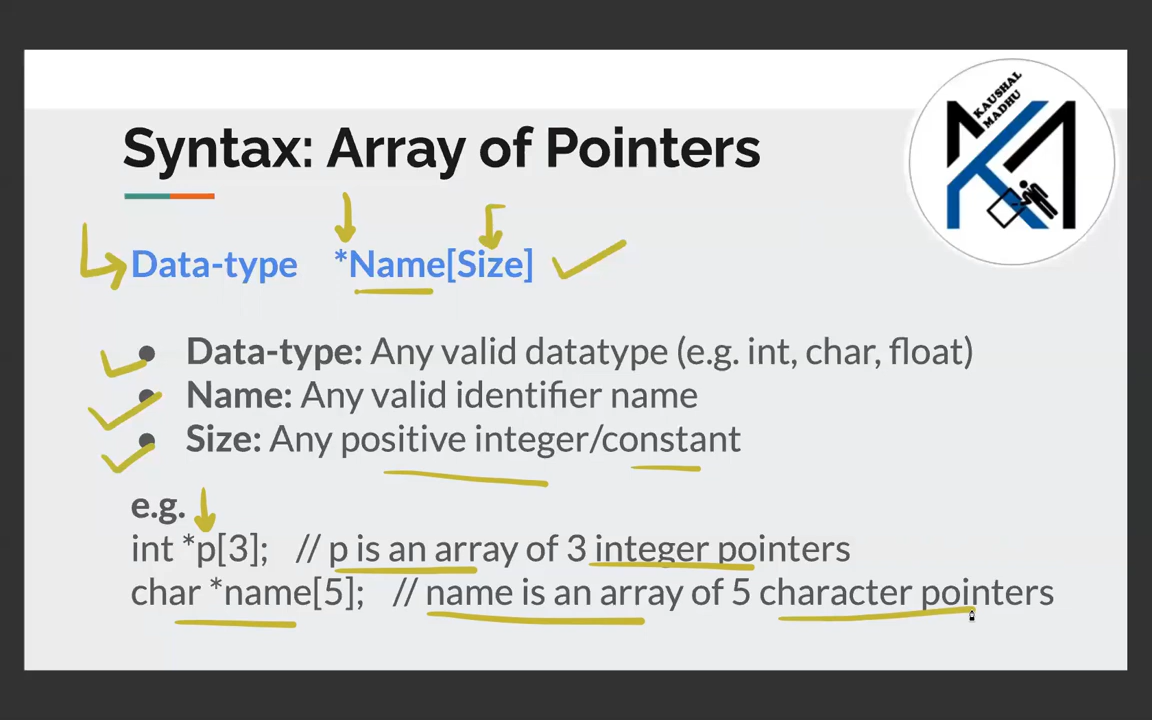 KAUSHAL
MADHU
Syntax: Array of Pointers
Data-type *Name[Size]
● Data-type: Any valid datatype (e.g. int, char, float)
● Name: Any valid identifier name
● Size: Any positive integer/constant
e.g.
int *p[3]; // p is an array of 3 integer pointers
char *name[5]; // name is an array of 5 character pointers